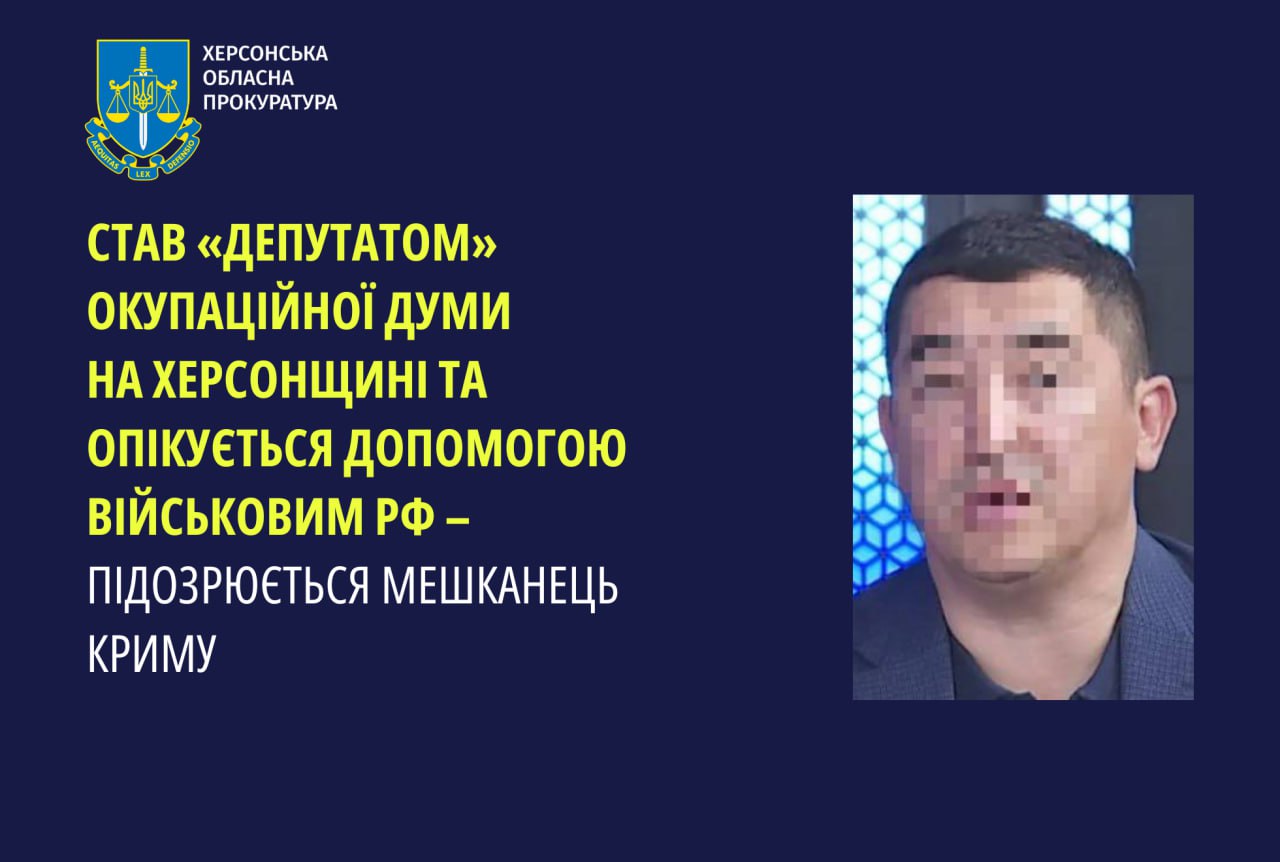 ХЕРСОНСЬКА
ОБЛАСНА
ПРОКУРАТУРА
AEQUITAS LEX DEFENSIO
СТАВ «ДЕПУТАТОМ»
ОКУПАЦІЙНОЇ ДУМИ
НА ХЕРСОНЩИНІ ТА
ОПІКУЄТЬСЯ ДОПОМОГОЮ
ВІЙСЬКОВИМ РФ –
ПІДОЗРЮЄТЬСЯ МЕШКАНЕЦЬ
КРИМУ